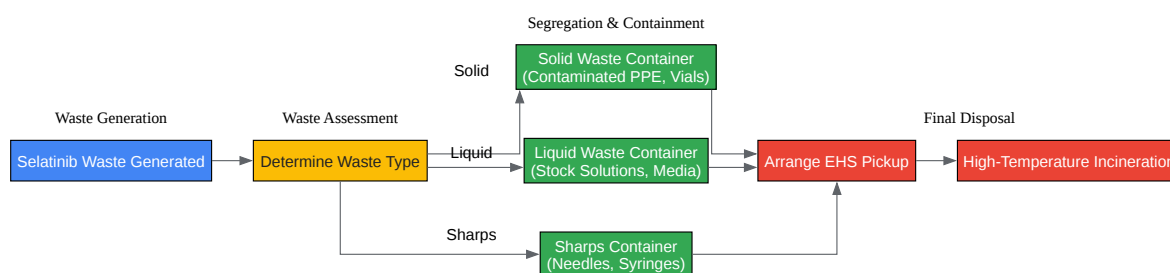 Segregation & Containment
Solid Waste Container
(Contaminated PPE, Vials)
Solid
Waste Generation
Waste Assessment
Final Disposal
Selatinib Waste Generated
Determine Waste Type
Liquid
Liquid Waste Container
(Stock Solutions, Media)
Arrange EHS Pickup
High-Temperature Incineration
Sharps
Sharps Container
(Needles, Syringes)